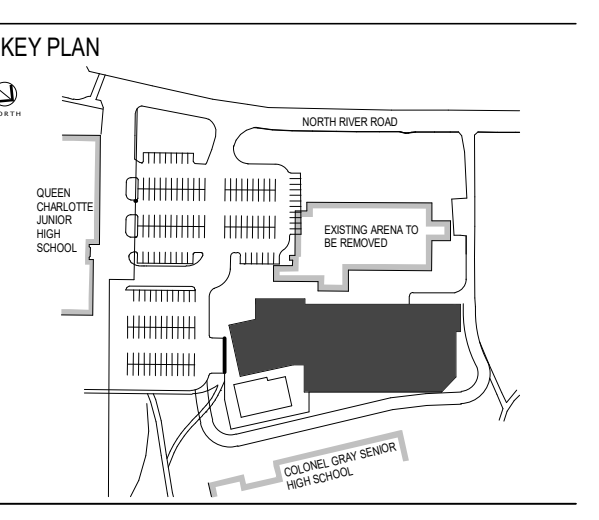 KEY PLAN
NORTH RIVER ROAD
QUEEN
CHARLOTTE
JUNIOR
HIGH
SCHOOL
EXISTING ARENA TO
BE REMOVED
COLONEL GRAY SENIOR
HIGH SCHOOL